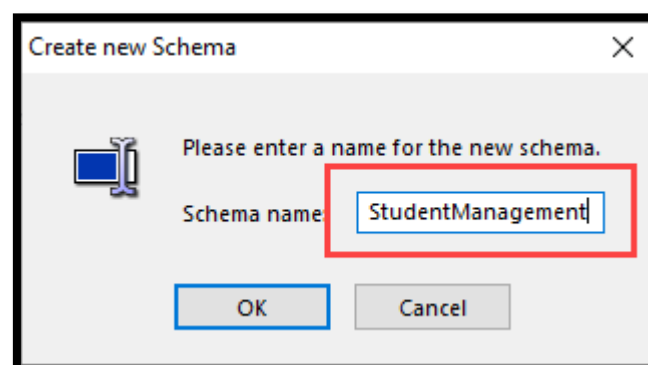 Create new Schema
Please enter a name for the new schema.
Schema name: StudentManagement
OK Cancel